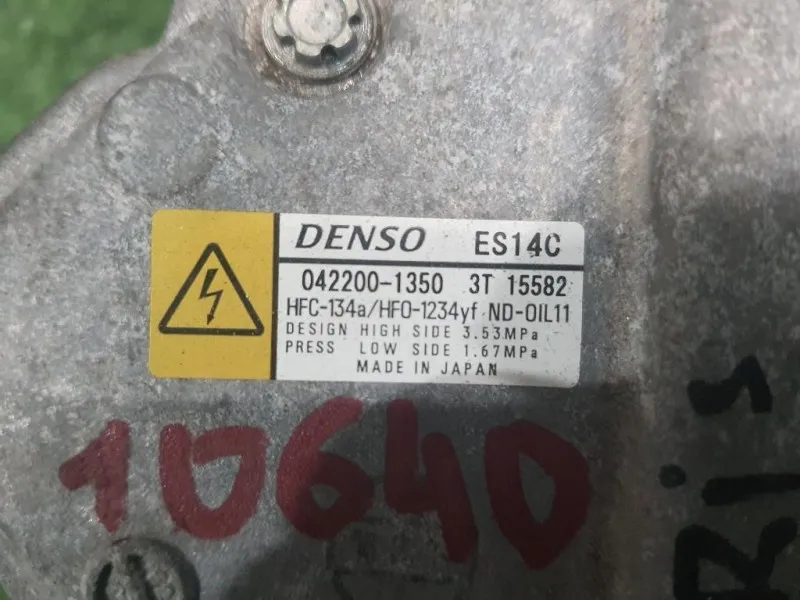 DENSO ES14C
042200-1350 3T 15582
HFC-134a/HFO-1234yf ND-OIL11
DESIGN HIGH SIDE 3.53MPa
PRESS LOW SIDE 1.67MPa
MADE IN JAPAN
10640
Ris